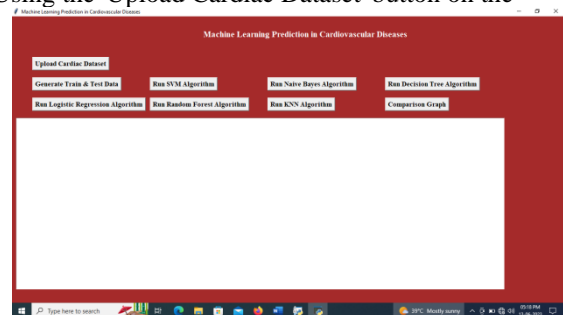 Using the 'Upload Cardiac Dataset' button on the
Machine Learning Prediction in Cardiovascular Diseases
Machine Learning Prediction in Cardiovascular Diseases
Upload Cardiac Dataset
Generate Train & Test Data Run SVM Algorithm Run Naive Bayes Algorithm Run Decision Tree Algorithm
Run Logistic Regression Algorithm Run Random Forest Algorithm Run KNN Algorithm Comparison Graph
Type here to search 39°C Mostly sunny 05:18 PM